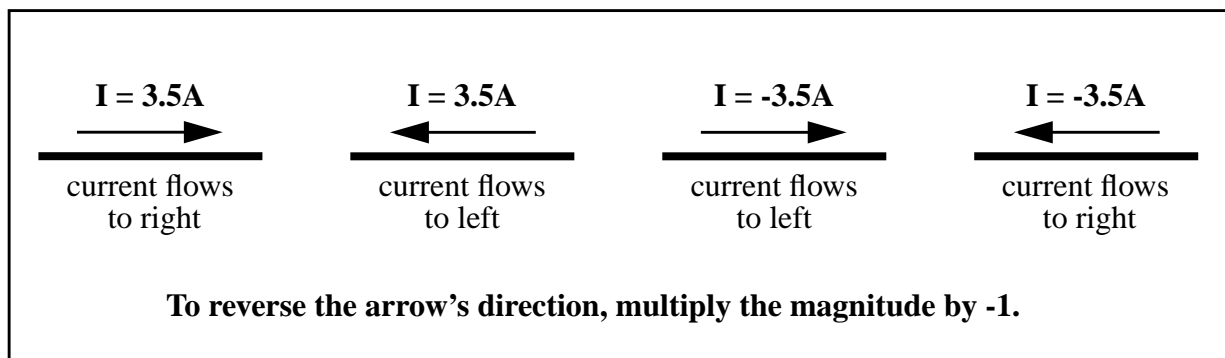 I = 3.5A
I = 3.5A
I = -3.5A
I = -3.5A
current flows
to right
current flows
to left
current flows
to left
current flows
to right
To reverse the arrow’s direction, multiply the magnitude by -1.